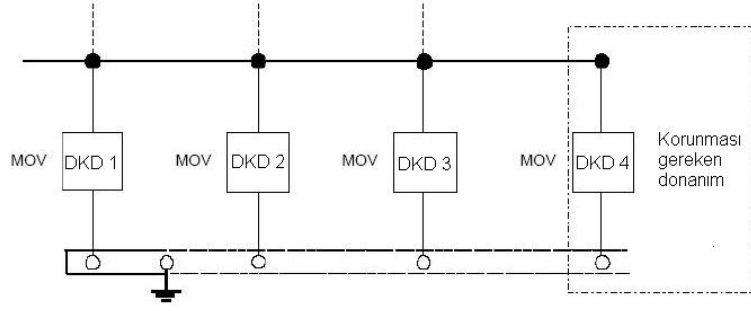 MOV DKD 1 MOV DKD 2 MOV DKD 3 MOV DKD 4
Korunması
gereken
donanım